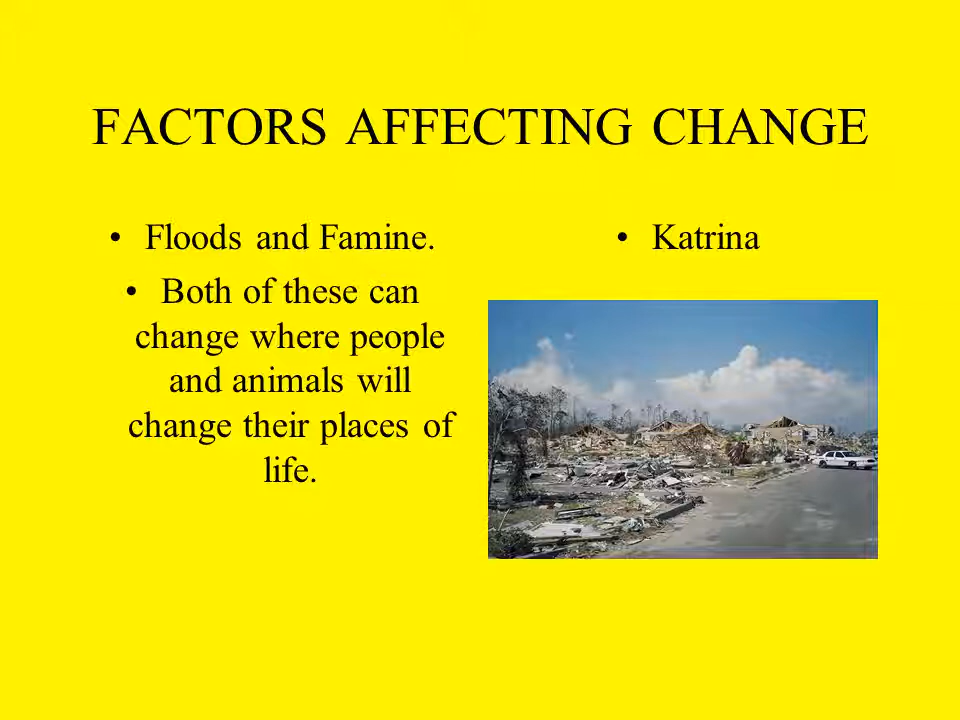 FACTORS AFFECTING CHANGE
• Floods and Famine.
• Both of these can
change where people
and animals will
change their places of
life.
• Katrina